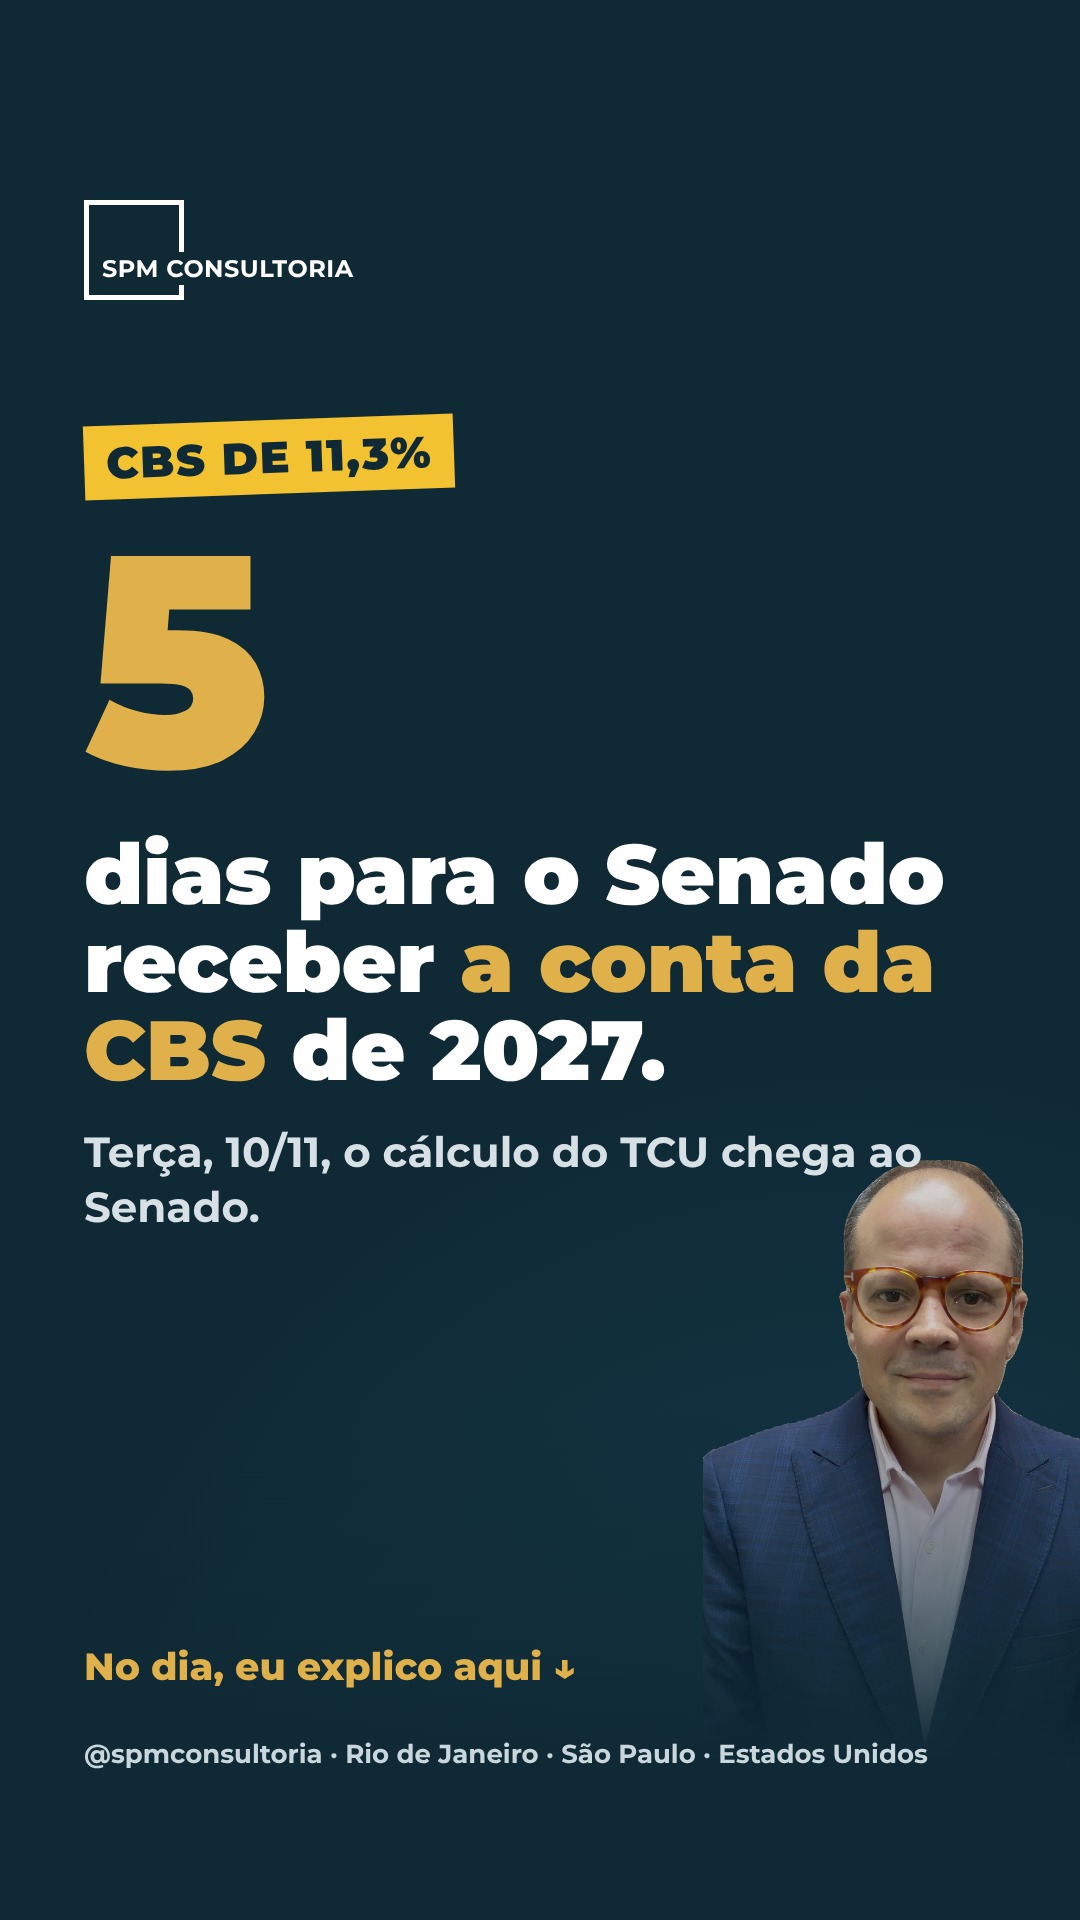 SPM CONSULTORIA
CBS DE 11,3%
5
dias para o Senado
receber a conta da
CBS de 2027.
Terça, 10/11, o cálculo do TCU chega ao
Senado.
No dia, eu explico aqui ↓
@spmconsultoria · Rio de Janeiro · São Paulo · Estados Unidos